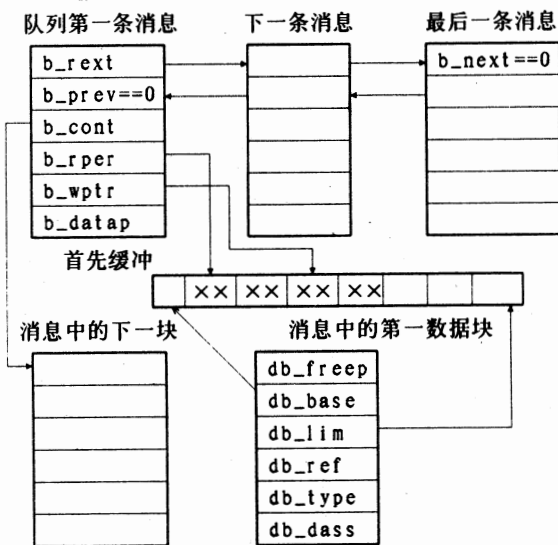 队列第一条消息
下一条消息
最后一条消息
b_rext
b_prev==0
b_cont
b_rper
b_wptr
b_datap
b_next==0
首先缓冲
×× ×× ×× ××
消息中的下一块
消息中的第一数据块
db_freep
db_base
db_lim
db_ref
db_type
db_dass